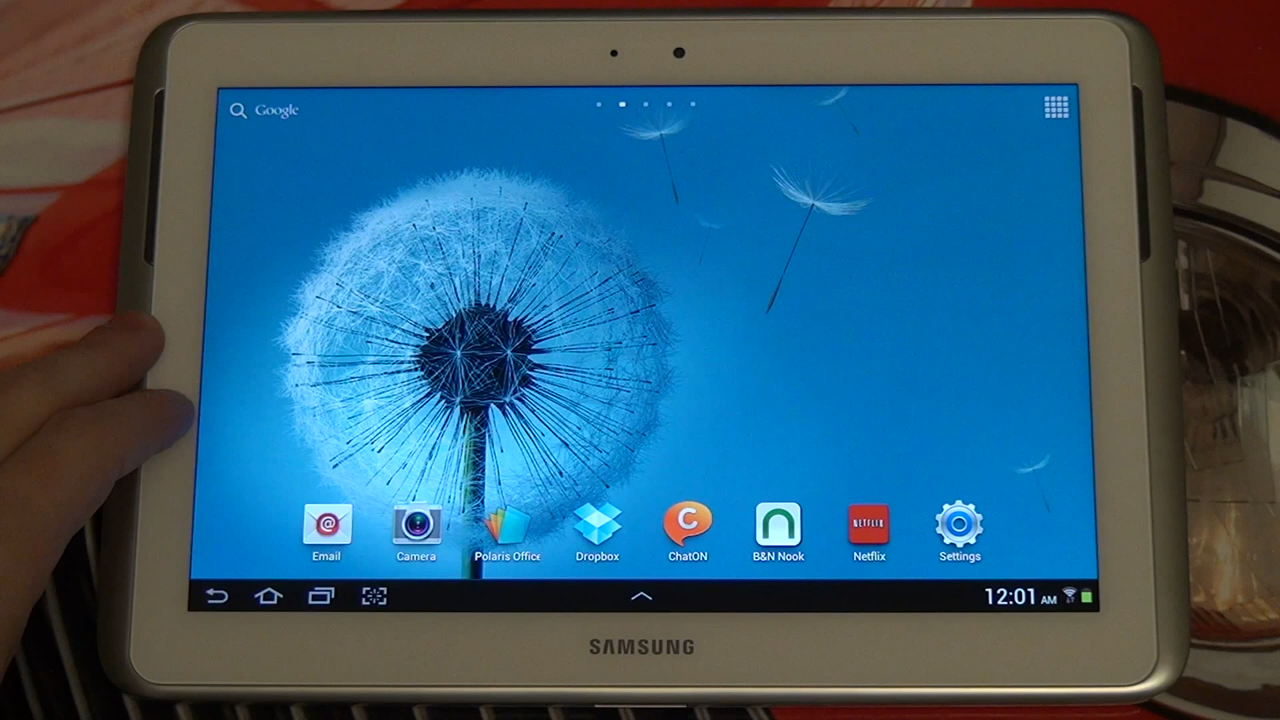 Google
@
C
n
NETFLIX
Email
Camera
Polaris Office
Dropbox
ChatON
B&N Nook
Netflix
Settings
12:01 AM
SAMSUNG